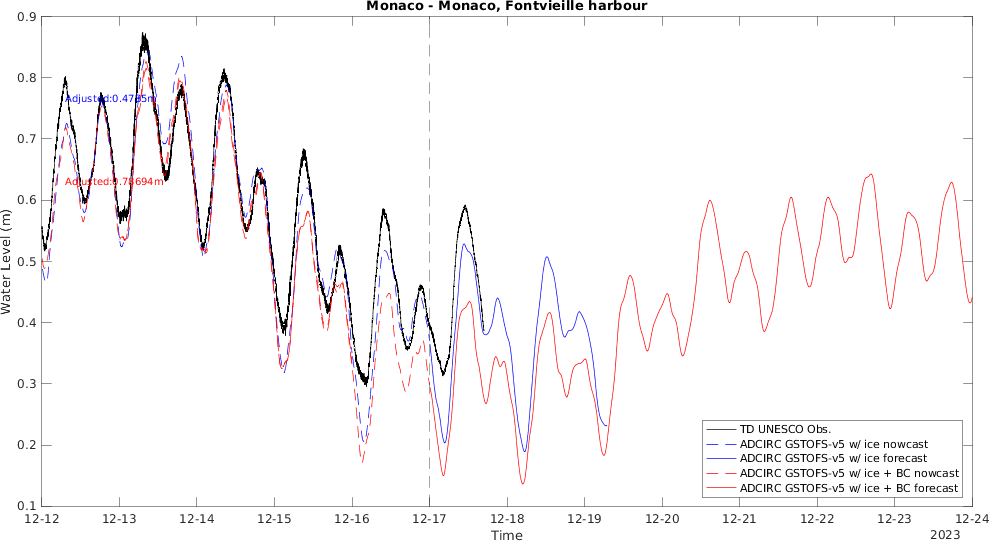 Monaco - Monaco, Fontvieille harbour
0.9
0.8
0.7
0.6
0.5
0.4
0.3
0.2
0.1
Water Level (m)
Adjusted:0.4795m
Adjusted:0.78694m
TD UNESCO Obs.
ADCIRC GSTOFS-v5 w/ ice nowcast
ADCIRC GSTOFS-v5 w/ ice forecast
ADCIRC GSTOFS-v5 w/ ice + BC nowcast
ADCIRC GSTOFS-v5 w/ ice + BC forecast
12-12 12-13 12-14 12-15 12-16 12-17 12-18 12-19 12-20 12-21 12-22 12-23 12-24
Time
2023